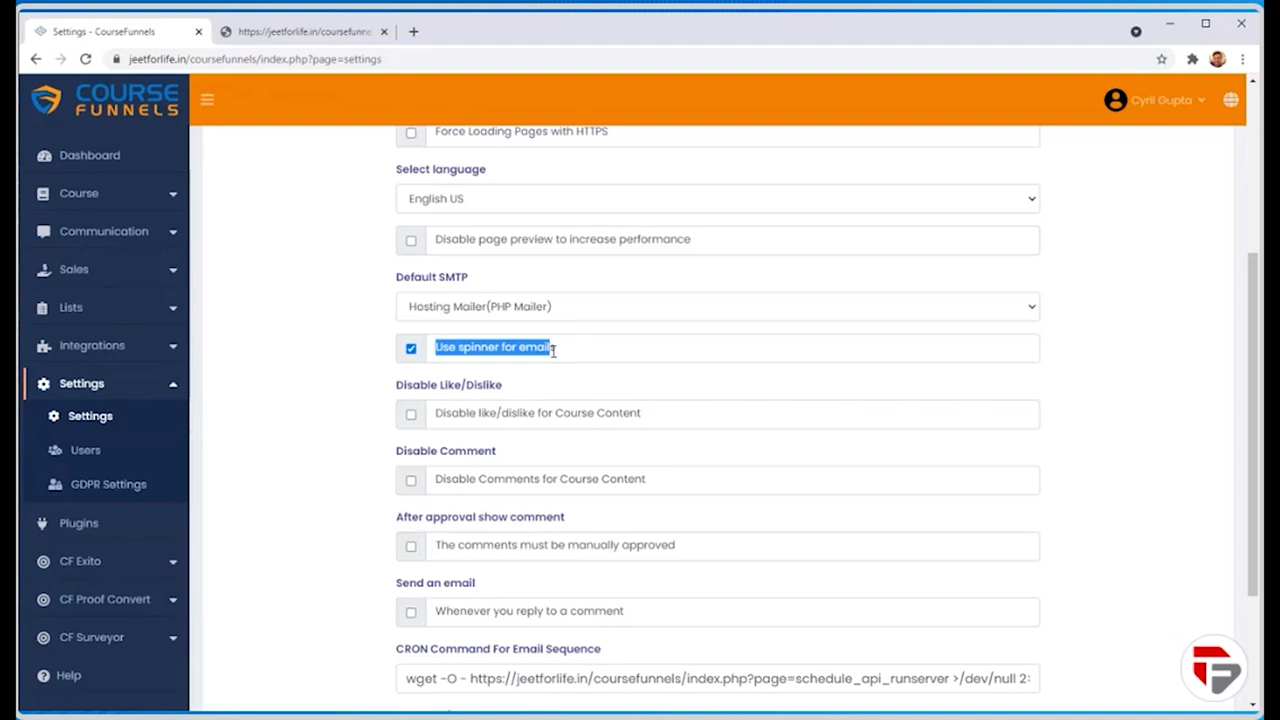 Settings - CourseFunnels
https://jeetforlife.in/coursefunne
jeetforlife.in/coursefunnels/index.php?page=settings
COURSE
FUNNELS
Cyril Gupta
Dashboard
Course
Communication
Sales
Lists
Integrations
Settings
Settings
Users
GDPR Settings
Plugins
CF Exito
CF Proof Convert
CF Surveyor
Help
Force Loading Pages with HTTPS
Select language
English US
Disable page preview to increase performance
Default SMTP
Hosting Mailer(PHP Mailer)
Use spinner for emails
Disable Like/Dislike
Disable like/dislike for Course Content
Disable Comment
Disable Comments for Course Content
After approval show comment
The comments must be manually approved
Send an email
Whenever you reply to a comment
CRON Command For Email Sequence
wget -O - https://jeetforlife.in/coursefunnels/index.php?page=schedule_api_runserver >/dev/null 2: